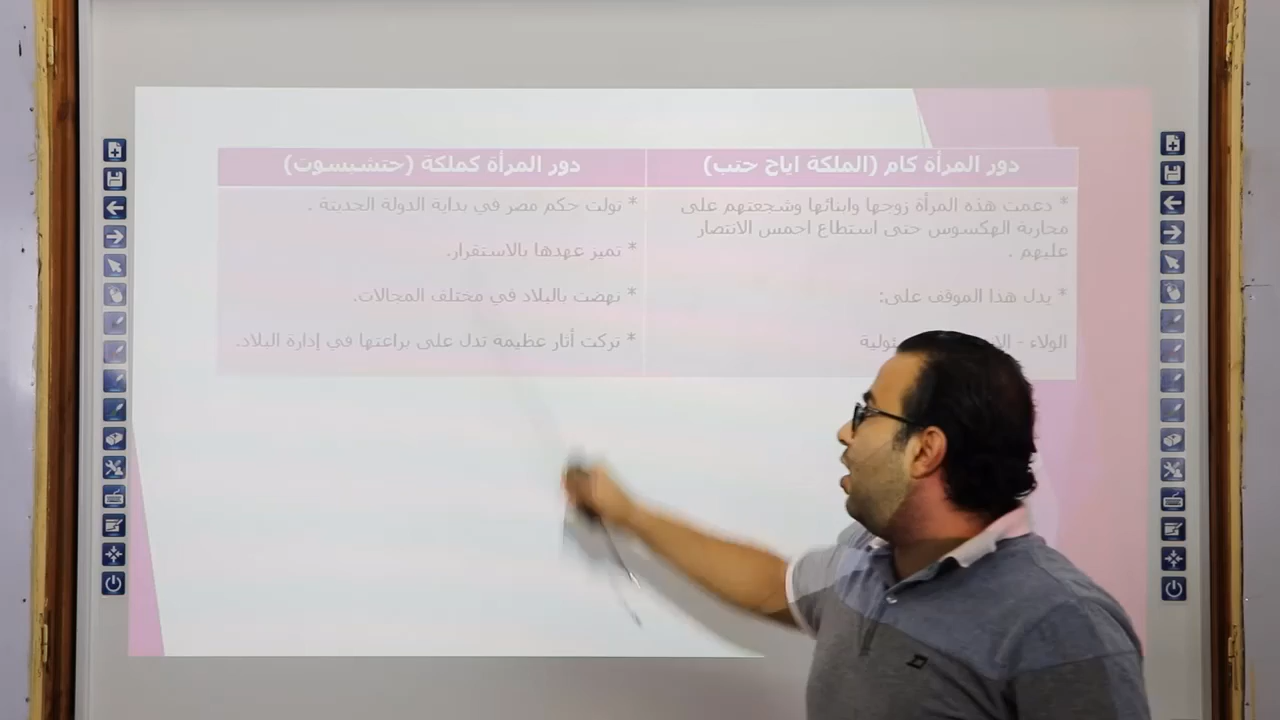 دور المرأة كام (الملكة اياح حتب)
* دعمت هذه المرأة زوجها وابنائها وشجعتهم على
محاربة الهكسوس حتى استطاع احمس الانتصار
عليهم .
* يدل هذا الموقف على:
الولاء -
دور المرأة كملكة (حتشبسوت)
* تولت حكم مصر في بداية الدولة الحديثة .
* تميز عهدها بالاستقرار.
* نهضت بالبلاد في مختلف المجالات.
* تركت أثار عظيمة تدل على براعتها في إدارة البلاد.